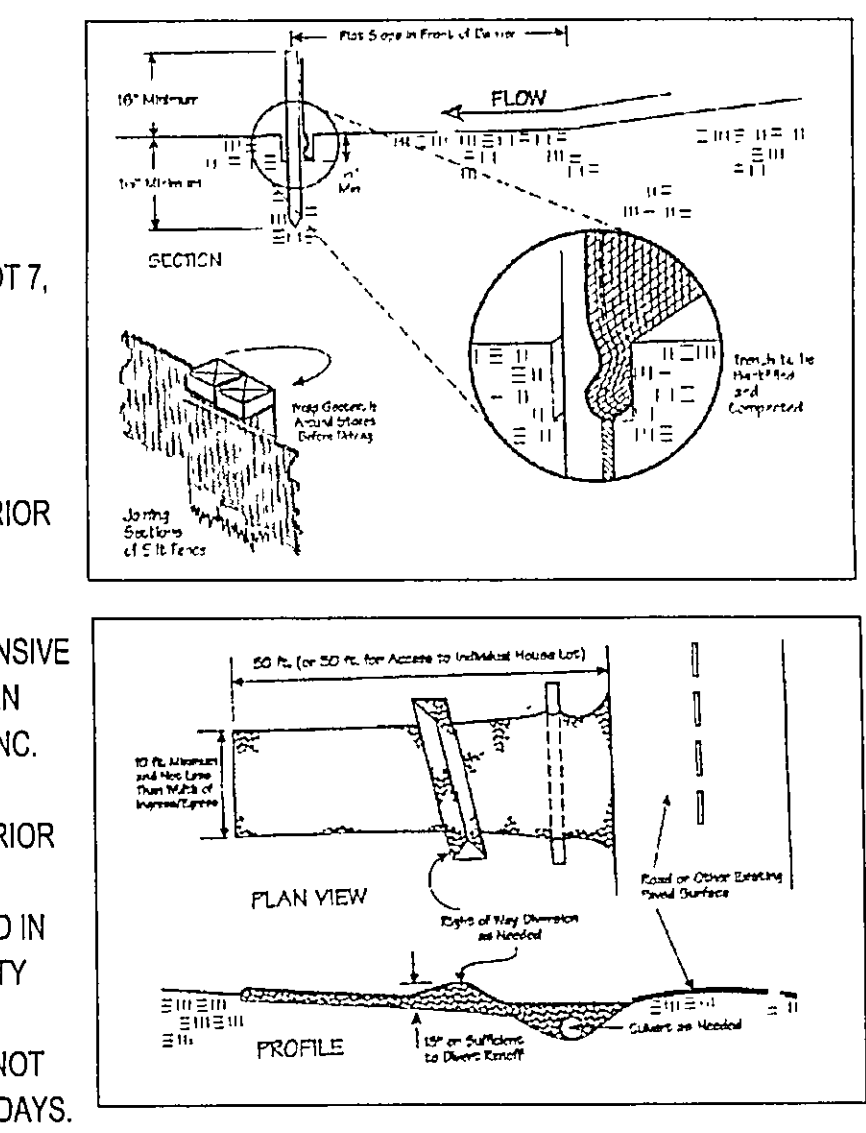 OT 7,
RIOR
NSIVE
EN
NC.
RIOR
D IN
TY
NOT
DAYS.
Flat Slope in Front of Barrier
16" Minimum
FLOW
Minimum
Min
SECTION
Trench to be
Backfilled
and
Compacted
Around Stakes
Before Driving
Joining
Sections
of Silt Fence
50 ft. (or 30 ft. for Access to Individual House Lot)
10 ft. Minimum
and Not Less
Than Width of
Ingress/Egress
PLAN VIEW
Right of Way Diversion
as Needed
Road or Other Existing
Paved Surface
Culvert as Needed
15" or Sufficient
to Divert Runoff
PROFILE